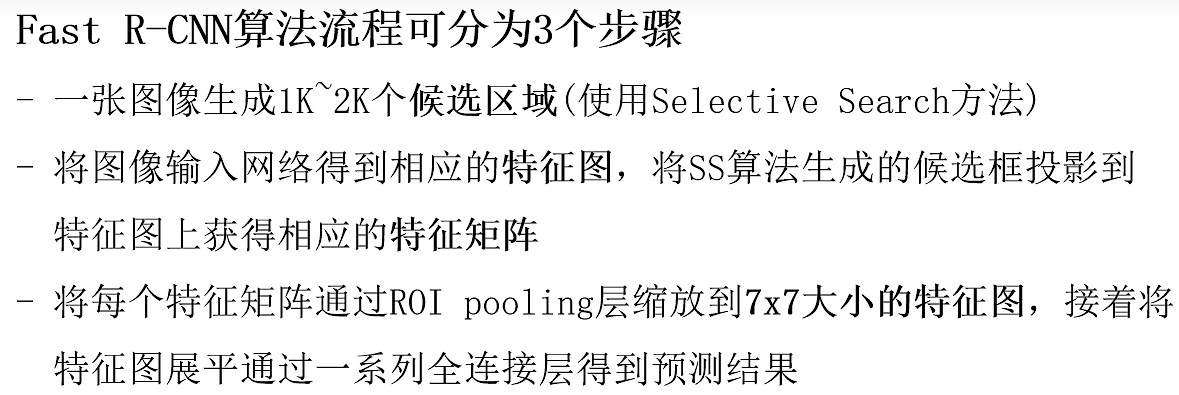 Fast R-CNN算法流程可分为3个步骤
- 一张图像生成1K~2K个候选区域(使用Selective Search方法)
- 将图像输入网络得到相应的特征图，将SS算法生成的候选框投影到
特征图上获得相应的特征矩阵
- 将每个特征矩阵通过ROI pooling层缩放到7x7大小的特征图，接着将
特征图展平通过一系列全连接层得到预测结果